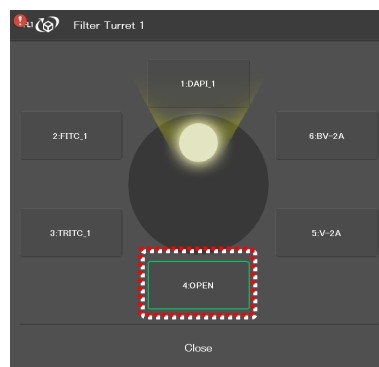 Filter Turret 1
1:DAPI_1
2:FITC_1
6:BV-2A
3:TRITC_1
5:V-2A
4:OPEN
Close